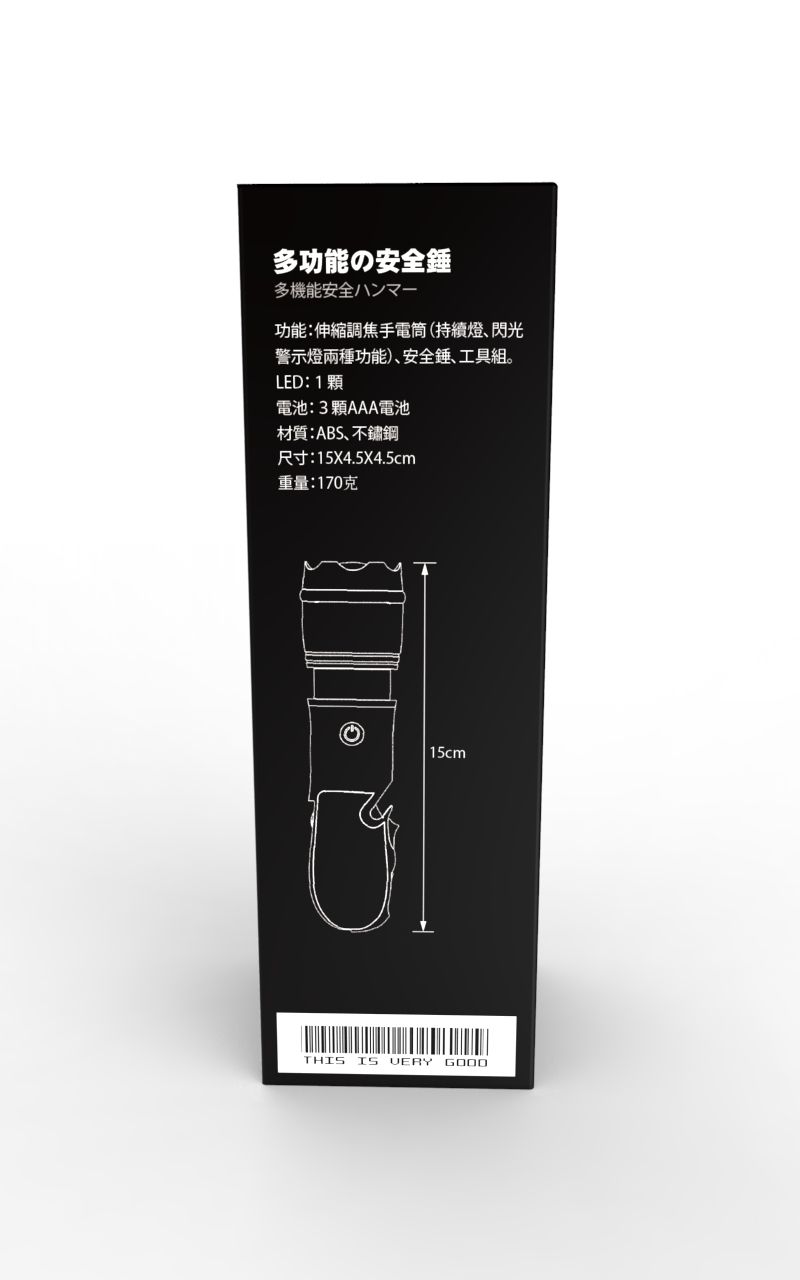 多功能の安全錘
多機能安全ハンマー
功能：伸縮調焦手電筒（持續燈、閃光
警示燈兩種功能）、安全錘、工具組。
LED：1 顆
電池：3 顆AAA電池
材質：ABS、不鏽鋼
尺寸：15X4.5X4.5cm
重量：170克
15cm
THIS IS VERY GOOD